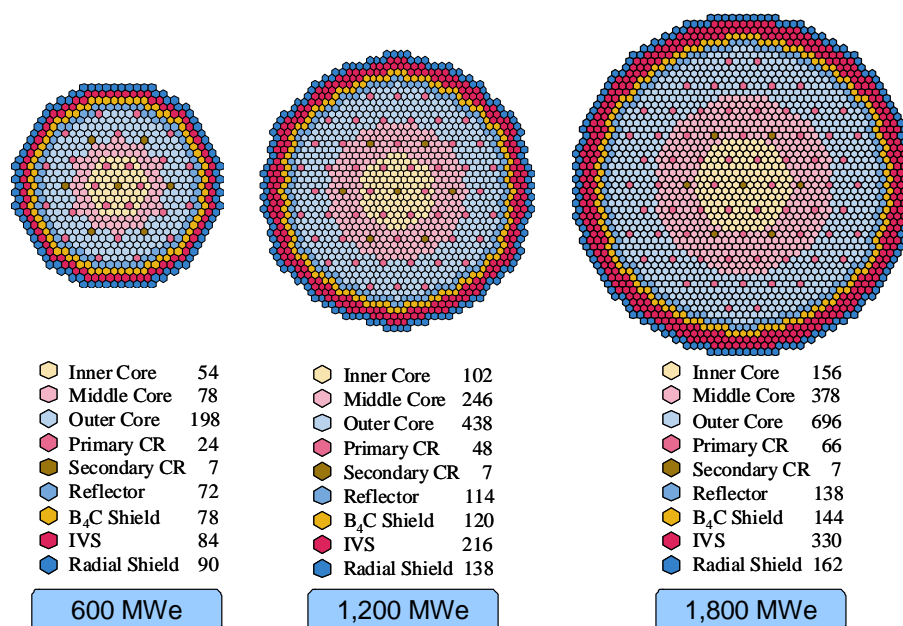 Inner Core 54
Middle Core 78
Outer Core 198
Primary CR 24
Secondary CR 7
Reflector 72
B₄C Shield 78
IVS 84
Radial Shield 90
600 MWe
Inner Core 102
Middle Core 246
Outer Core 438
Primary CR 48
Secondary CR 7
Reflector 114
B₄C Shield 120
IVS 216
Radial Shield 138
1,200 MWe
Inner Core 156
Middle Core 378
Outer Core 696
Primary CR 66
Secondary CR 7
Reflector 138
B₄C Shield 144
IVS 330
Radial Shield 162
1,800 MWe